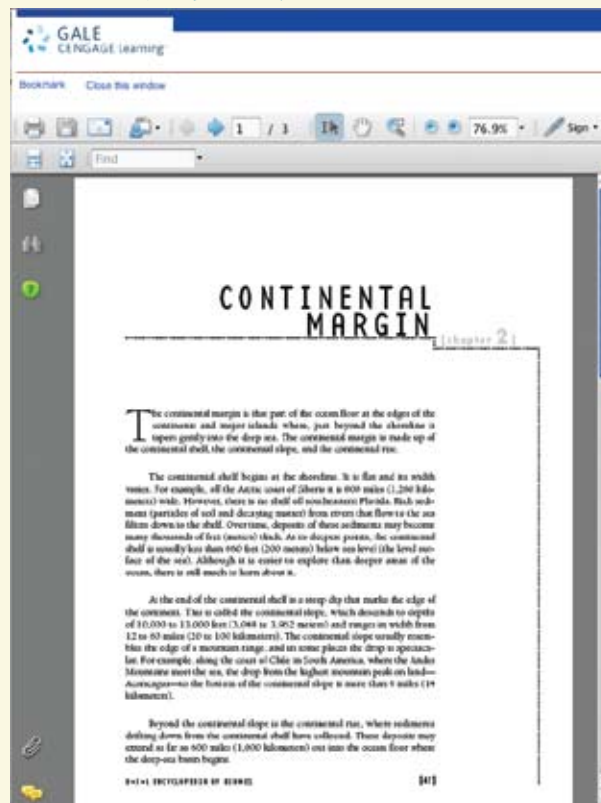 GALE
CENGAGE Learning
Bookmark Close this window
1 / 3 76.9% Sign
Find
CONTINENTAL
MARGIN
[chapter 2]
The continental margin is that part of the ocean floor at the edges of the
continents and major islands where, just beyond the shoreline it
tapers gently into the deep sea. The continental margin is made up of
the continental shelf, the continental slope, and the continental rise.
The continental shelf begins at the shoreline. It is flat and its width
varies. For example, off the Arctic coast of Siberia it is 800 miles (1,280 kilo-
meters) wide. However, there is no shelf off southeastern Florida. Rich sedi-
ment (particles of soil and decaying matter) from rivers that flow to the sea
filters down to the shelf. Over time, deposits of these sediments may become
many thousands of feet (meters) thick. At its deepest points, the continental
shelf is usually less than 660 feet (200 meters) below sea level (the level sur-
face of the sea). Although it is easier to explore than deeper areas of the
ocean, there is still much to learn about it.
At the end of the continental shelf is a steep dip that marks the edge of
the continent. This is called the continental slope, which descends to depths
of 10,000 to 13,000 feet (3,048 to 3,962 meters) and ranges in width from
12 to 60 miles (20 to 100 kilometers). The continental slope usually resem-
bles the edge of a mountain range, and in some places the drop is spectacu-
lar. For example, along the coast of Chile in South America, where the Andes
Mountains meet the sea, the drop from the highest mountain peak on land—
Aconcagua—to the bottom of the continental slope is more than 9 miles (14
kilometers).
Beyond the continental slope is the continental rise, where sediments
drifting down from the continental shelf have collected. These deposits may
extend as far as 600 miles (1,000 kilometers) out into the ocean floor where
the deep-sea basin begins.
U•X•L ENCYCLOPEDIA OF BIOMES [41]